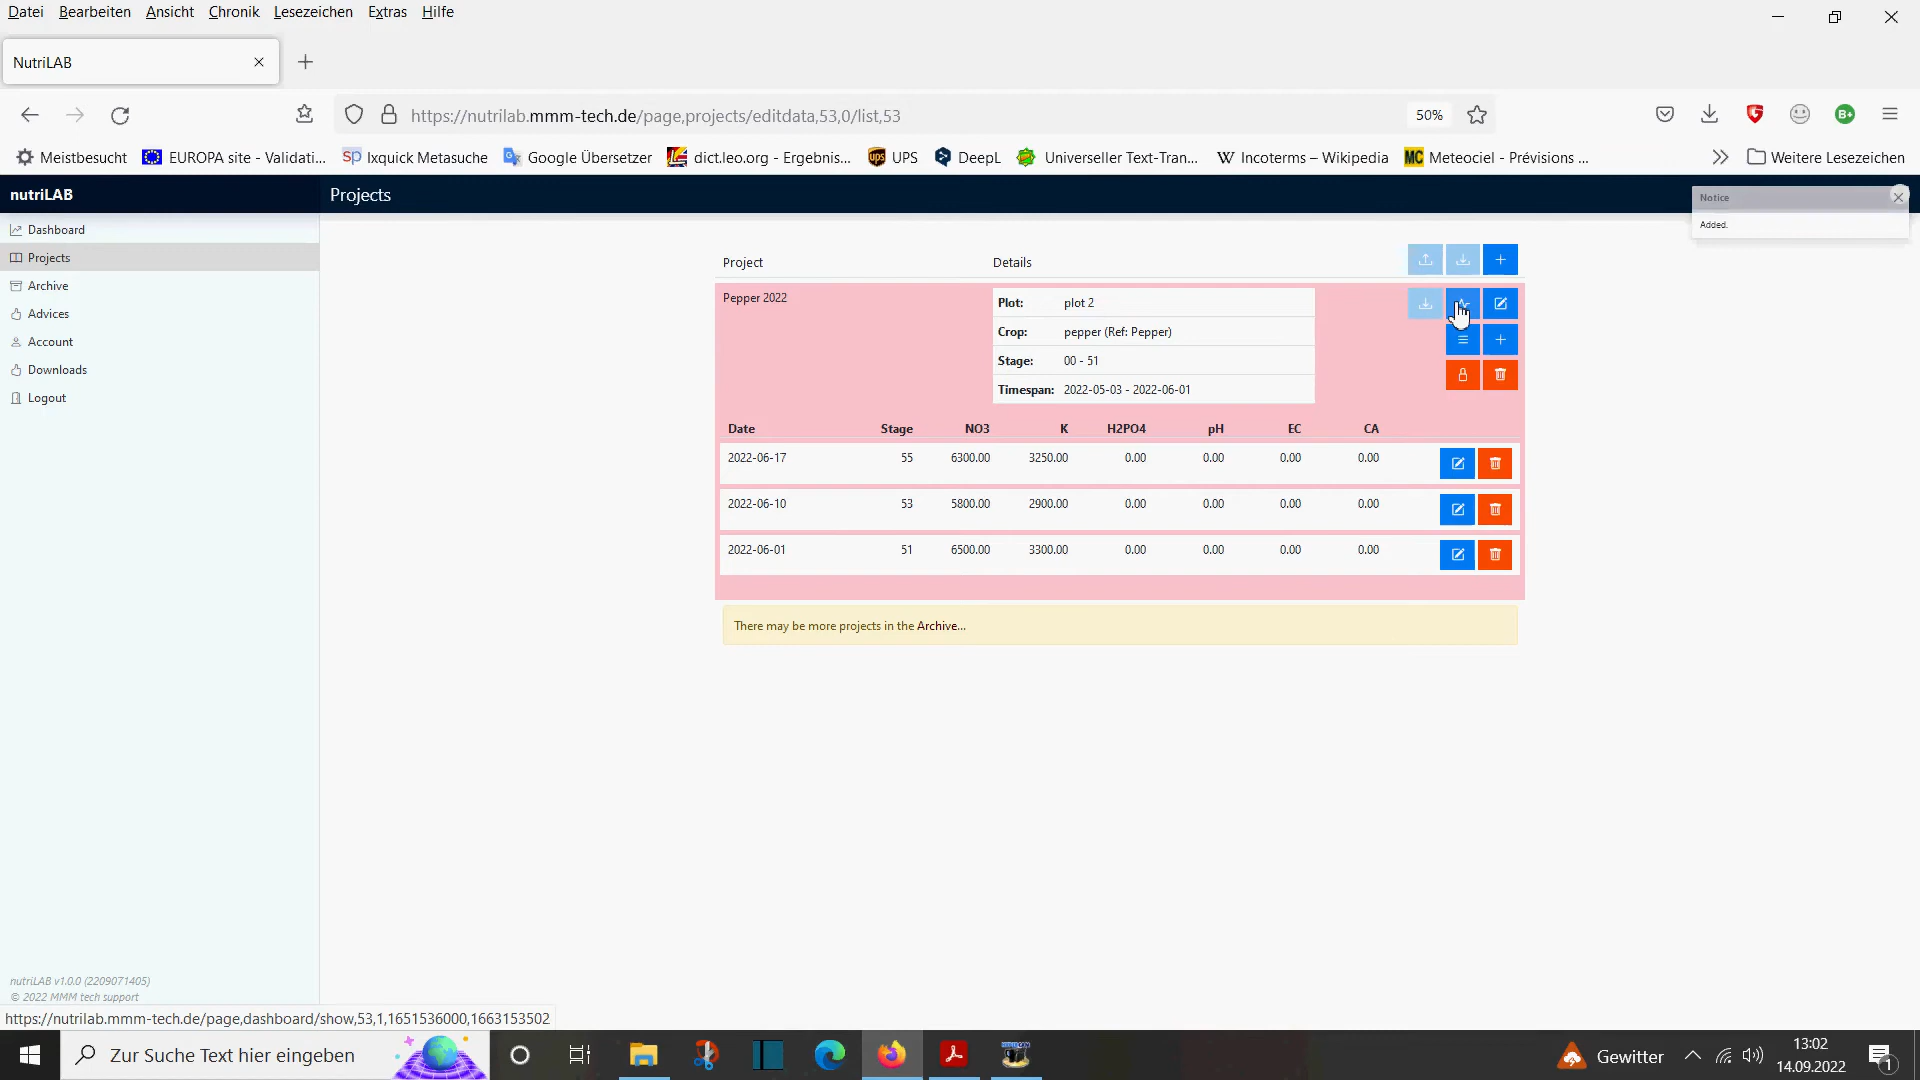 Datei Bearbeiten Ansicht Chronik Lesezeichen Extras Hilfe
NutriLAB
https://nutrilab.mmm-tech.de/page,projects/editdata,53,0/list,53
50%
Meistbesucht EUROPA site - Validati... Ixquick Metasuche Google Übersetzer dict.leo.org - Ergebnis... UPS DeepL Universeller Text-Tran... Incoterms – Wikipedia Meteociel - Prévisions ... Weitere Lesezeichen
nutriLAB Projects
Notice
Added.
Dashboard
Projects
Archive
Advices
Account
Downloads
Logout
Project Details
Pepper 2022
Plot: plot 2
Crop: pepper (Ref: Pepper)
Stage: 00 - 51
Timespan: 2022-05-03 - 2022-06-01
Date Stage NO3 K H2PO4 pH EC CA
2022-06-17 55 6300.00 3250.00 0.00 0.00 0.00 0.00
2022-06-10 53 5800.00 2900.00 0.00 0.00 0.00 0.00
2022-06-01 51 6500.00 3300.00 0.00 0.00 0.00 0.00
There may be more projects in the Archive...
nutriLAB v1.0.0 (2209071405)
© 2022 MMM tech support
https://nutrilab.mmm-tech.de/page,dashboard/show,53,1,1651536000,1663153502
Zur Suche Text hier eingeben
Gewitter
13:02
14.09.2022
1